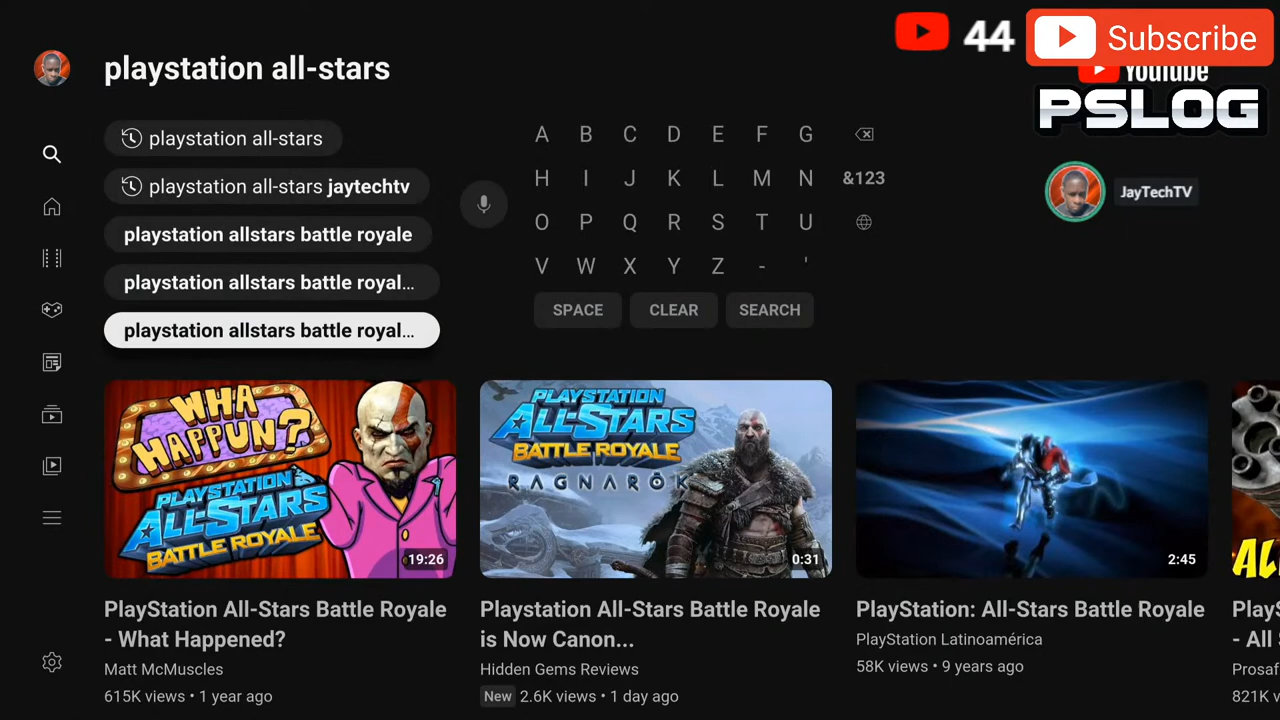 44
Subscribe
YouTube
PSLOG
playstation all-stars
playstation all-stars
playstation all-stars jaytechtv
playstation allstars battle royale
playstation allstars battle royal...
playstation allstars battle royal...
A B C D E F G
H I J K L M N &123
O P Q R S T U
V W X Y Z - '
SPACE CLEAR SEARCH
JayTechTV
WHA HAPPUN?
PLAYSTATION
ALL-STARS
BATTLE ROYALE
19:26
PLAYSTATION
ALL-STARS
BATTLE ROYALE
RAGNARÖK
0:31
2:45
AL
PlayStation All-Stars Battle Royale
- What Happened?
Matt McMuscles
615K views • 1 year ago
Playstation All-Stars Battle Royale
is Now Canon...
Hidden Gems Reviews
New 2.6K views • 1 day ago
PlayStation: All-Stars Battle Royale
PlayStation Latinoamérica
58K views • 9 years ago
PlayS
- All S
Prosaf
821K v